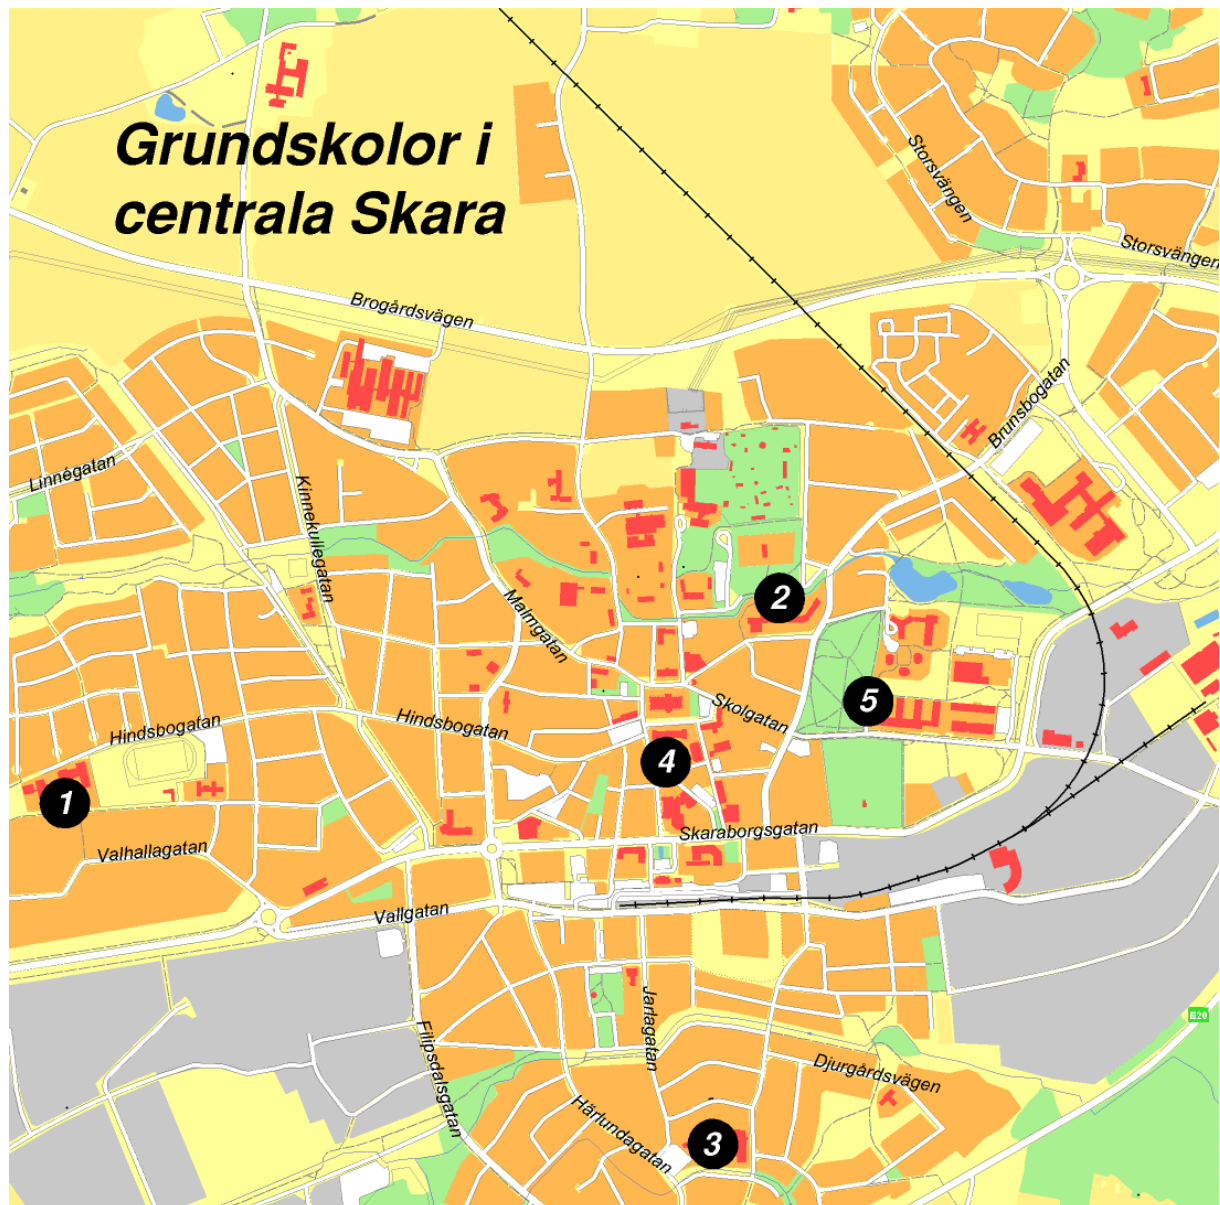 Grundskolor i
centrala Skara
Storsvängen
Storsvängen
Brogårdsvägen
Brunsbogatan
Linnégatan
Kinnekullegatan
Malmgatan
2
Hindsbogatan
Hindsbogatan
Skolgatan
5
4
1
Skaraborgsgatan
Valhallagatan
Vallgatan
Jarlagatan
E20
Filipsdalsgatan
Djurgårdsvägen
Härlundagatan
3